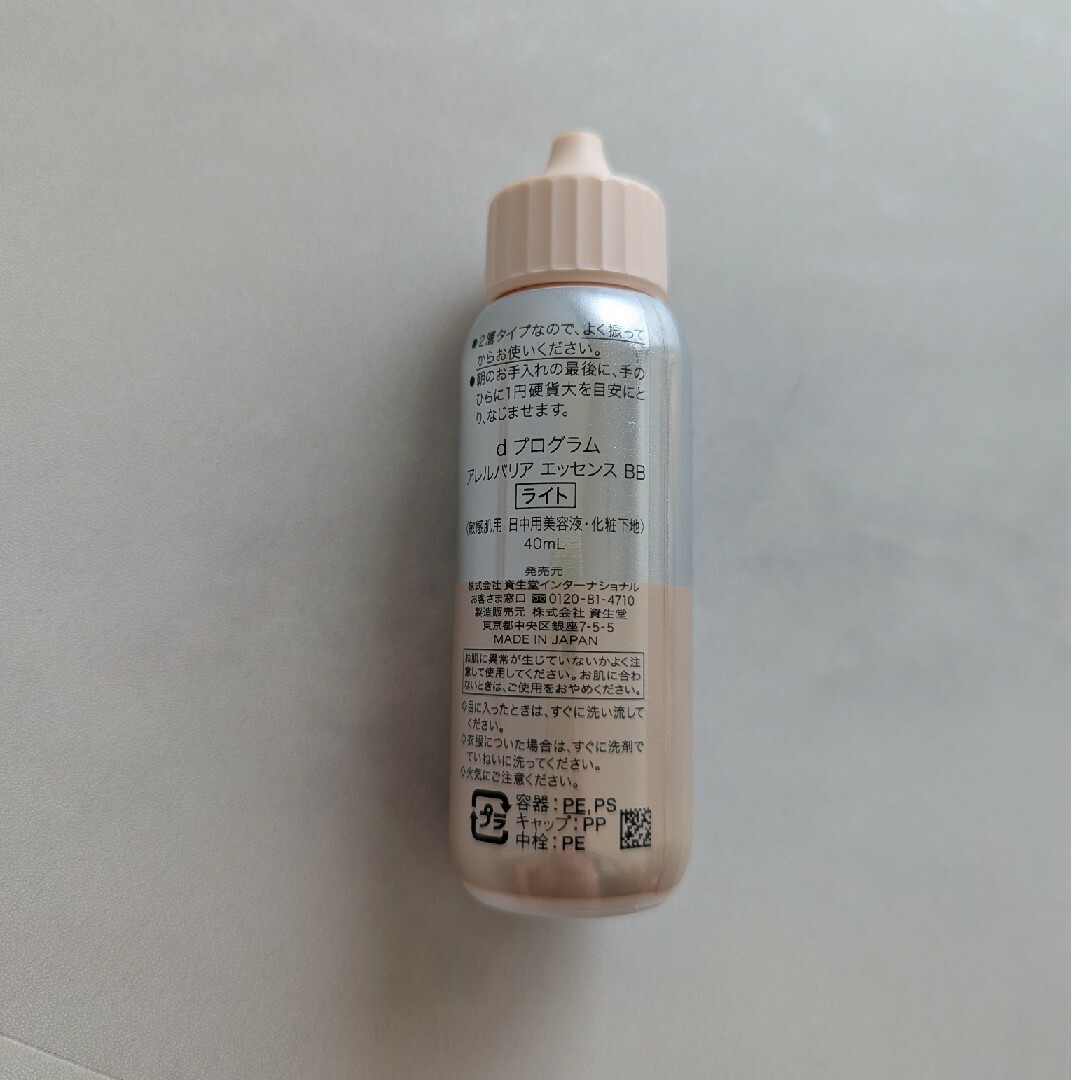 ●2層タイプなので、よく振って
からお使いください。
●朝のお手入れの最後に、手の
ひらに1円硬貨大を目安にと
り、なじませます。
d プログラム
アレルバリア エッセンス BB
ライト
〈敏感肌用 日中用美容液・化粧下地〉
40mL
発売元
株式会社 資生堂インターナショナル
お客さま窓口 0120-81-4710
製造販売元 株式会社 資生堂
東京都中央区銀座7-5-5
MADE IN JAPAN
お肌に異常が生じていないかよく注
意して使用してください。お肌に合わ
ないときは、ご使用をおやめください。
◇目に入ったときは、すぐに洗い流して
ください。
◇衣服についた場合は、すぐに洗剤で
ていねいに洗ってください。
◇火気にご注意ください。
プラ
容器：PE, PS
キャップ：PP
中栓：PE